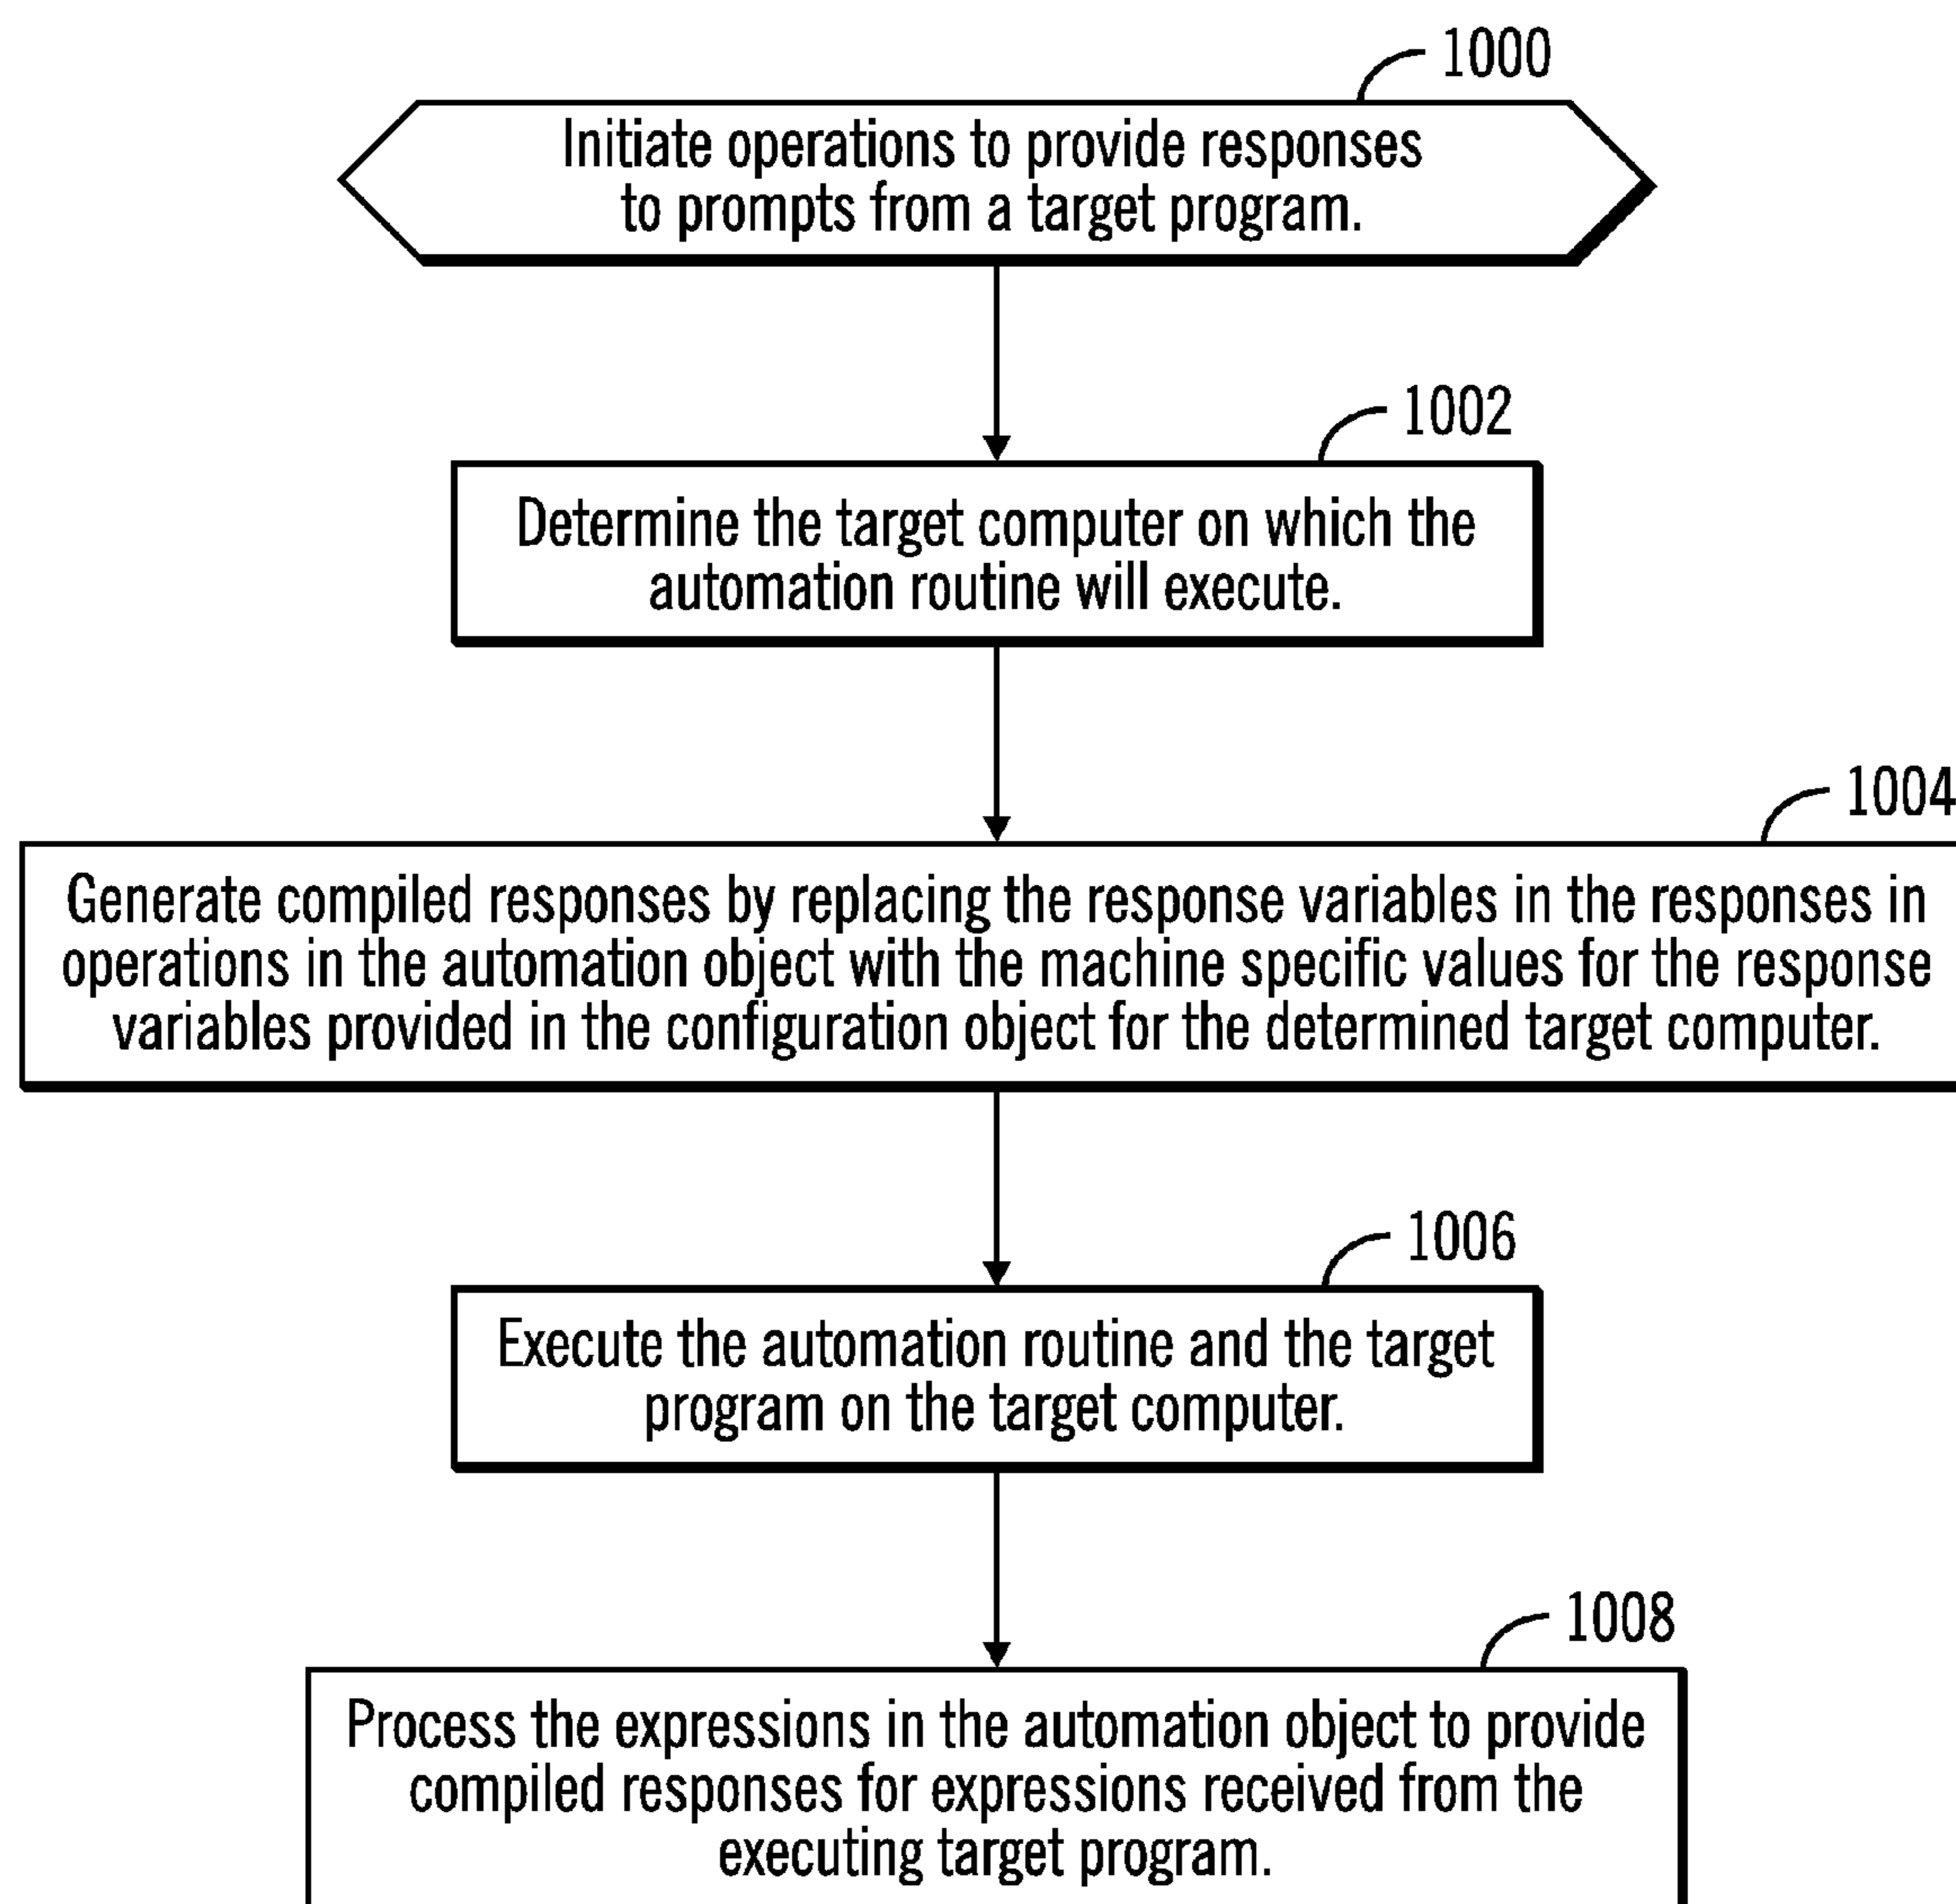 1000
Initiate operations to provide responses
to prompts from a target program.
1002
Determine the target computer on which the
automation routine will execute.
1004
Generate compiled responses by replacing the response variables in the responses in
operations in the automation object with the machine specific values for the response
variables provided in the configuration object for the determined target computer.
1006
Execute the automation routine and the target
program on the target computer.
1008
Process the expressions in the automation object to provide
compiled responses for expressions received from the
executing target program.